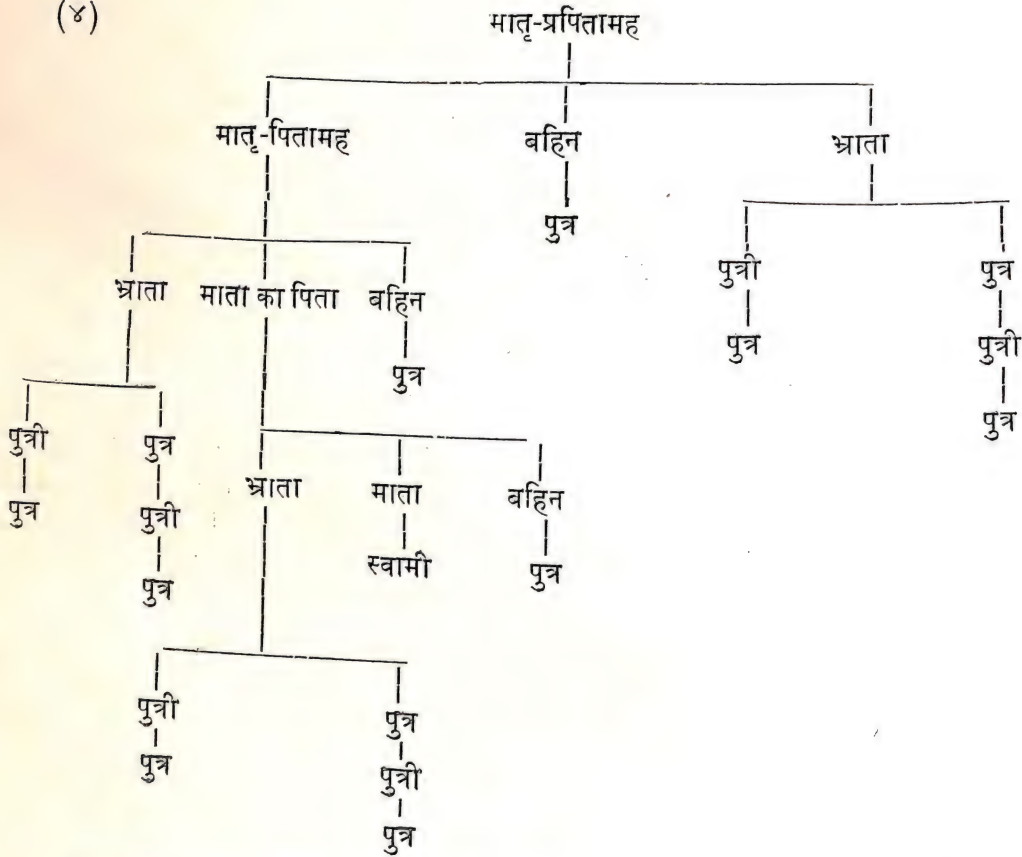 (४)
मातृ-प्रपितामह
मातृ-पितामह बहिन भ्राता
पुत्र
पुत्री पुत्र
भ्राता माता का पिता बहिन
पुत्र पुत्री
पुत्र
पुत्र
पुत्री पुत्र
भ्राता माता बहिन
पुत्र पुत्री
स्वामी पुत्र
पुत्र
पुत्री पुत्र
पुत्र पुत्री
पुत्र